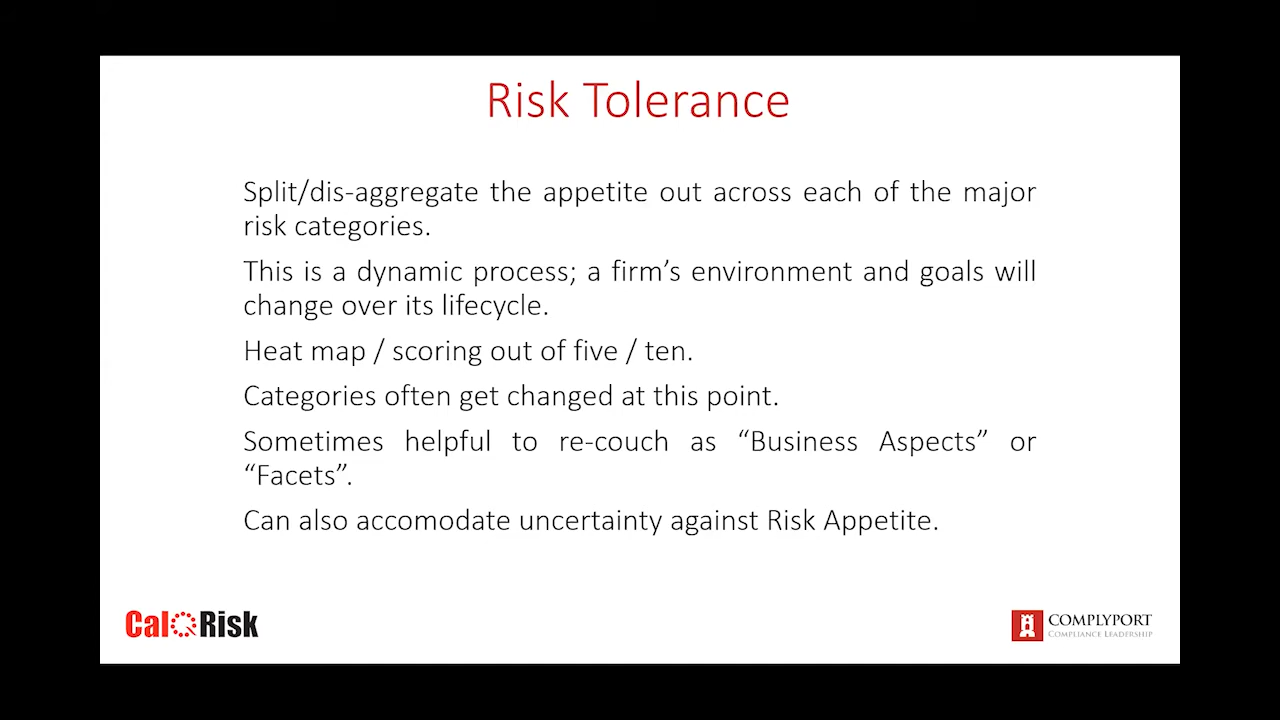 Risk Tolerance
Split/dis-aggregate the appetite out across each of the major
risk categories.
This is a dynamic process; a firm’s environment and goals will
change over its lifecycle.
Heat map / scoring out of five / ten.
Categories often get changed at this point.
Sometimes helpful to re-couch as “Business Aspects” or
“Facets”.
Can also accomodate uncertainty against Risk Appetite.
CalQRisk
COMPLYPORT
COMPLIANCE LEADERSHIP